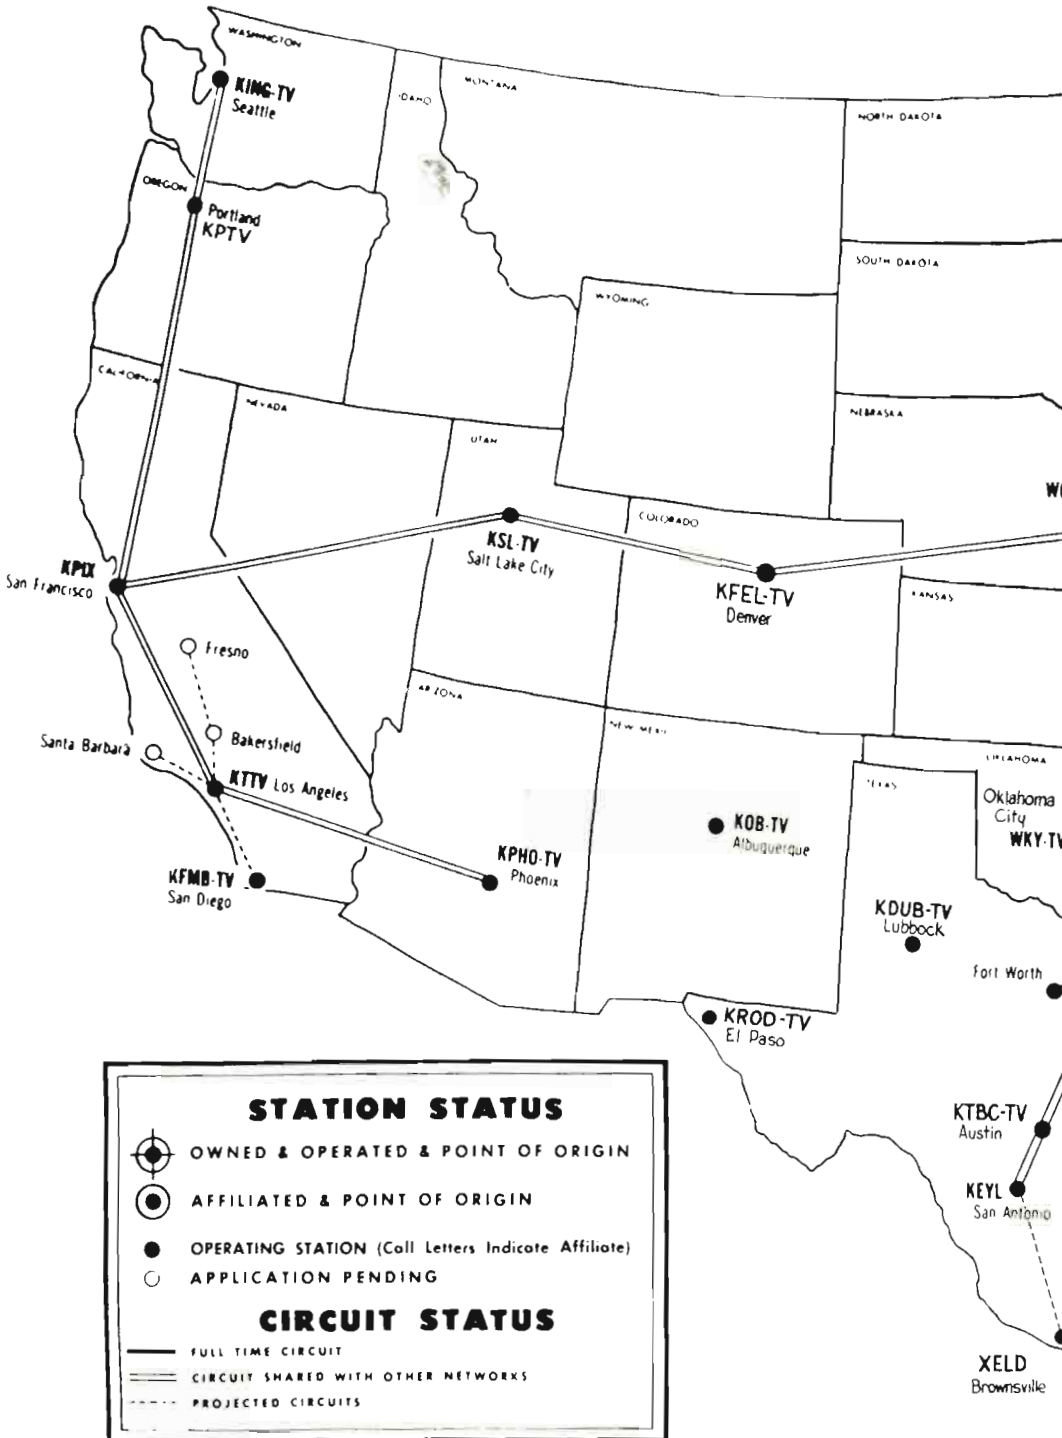 WASHINGTON
KING-TV
Seattle
IDAHO
MONTANA
NORTH DAKOTA
OREGON
Portland
KPTV
SOUTH DAKOTA
WYOMING
CALIFORNIA
NEVADA
NEBRASKA
UTAH
COLORADO
KSL-TV
Salt Lake City
KPIX
San Francisco
KFEL-TV
Denver
KANSAS
Fresno
ARIZONA
NEW MEXI
Santa Barbara
Bakersfield
OKLAHOMA
KTTV Los Angeles
TEXAS
Oklahoma
City
WKY-TV
KOB-TV
Albuquerque
KPHO-TV
Phoenix
KFMB-TV
San Diego
KDUB-TV
Lubbock
Fort Worth
KROD-TV
El Paso
KTBC-TV
Austin
KEYL
San Antonio
XELD
Brownsville
STATION STATUS
OWNED & OPERATED & POINT OF ORIGIN
AFFILIATED & POINT OF ORIGIN
OPERATING STATION (Call Letters Indicate Affiliate)
APPLICATION PENDING
CIRCUIT STATUS
FULL TIME CIRCUIT
CIRCUIT SHARED WITH OTHER NETWORKS
PROJECTED CIRCUITS